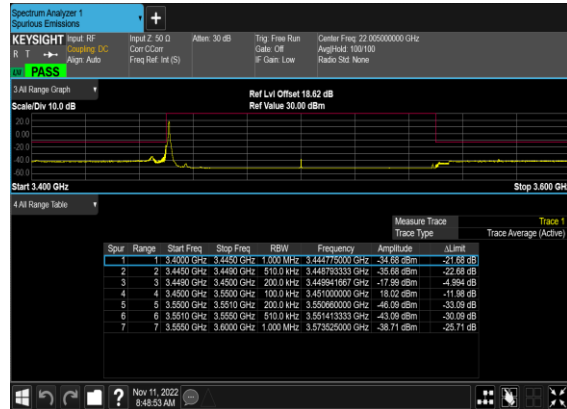 Spectrum Analyzer 1
Spurious Emissions
KEYSIGHT Input: RF Input Z: 50 Ω Atten: 30 dB Trig: Free Run Center Freq: 22.005000000 GHz
R T Coupling: DC Corr CCorr Gate: Off Avg|Hold: 100/100
Align: Auto Freq Ref: Int (S) IF Gain: Low Radio Std: None
PASS
3 All Range Graph Ref Lvl Offset 18.62 dB
Scale/Div 10.0 dB Ref Value 30.00 dBm
20.0
0.00
-20.0
-40.0
-60.0
Start 3.400 GHz Stop 3.600 GHz
4 All Range Table
Measure Trace Trace 1
Trace Type Trace Average (Active)
Spur Range Start Freq Stop Freq RBW Frequency Amplitude ΔLimit
1 1 3.4000 GHz 3.4450 GHz 1.000 MHz 3.444775000 GHz -34.68 dBm -21.68 dB
2 2 3.4450 GHz 3.4490 GHz 510.0 kHz 3.448793333 GHz -35.68 dBm -22.68 dB
3 3 3.4490 GHz 3.4500 GHz 200.0 kHz 3.449941667 GHz -17.99 dBm -4.994 dB
4 4 3.4500 GHz 3.5500 GHz 100.0 kHz 3.451000000 GHz 18.02 dBm -11.98 dB
5 5 3.5500 GHz 3.5510 GHz 200.0 kHz 3.550660000 GHz -46.09 dBm -33.09 dB
6 6 3.5510 GHz 3.5550 GHz 510.0 kHz 3.551413333 GHz -43.09 dBm -30.09 dB
7 7 3.5550 GHz 3.6000 GHz 1.000 MHz 3.573525000 GHz -38.71 dBm -25.71 dB
? Nov 11, 2022
8:48:53 AM